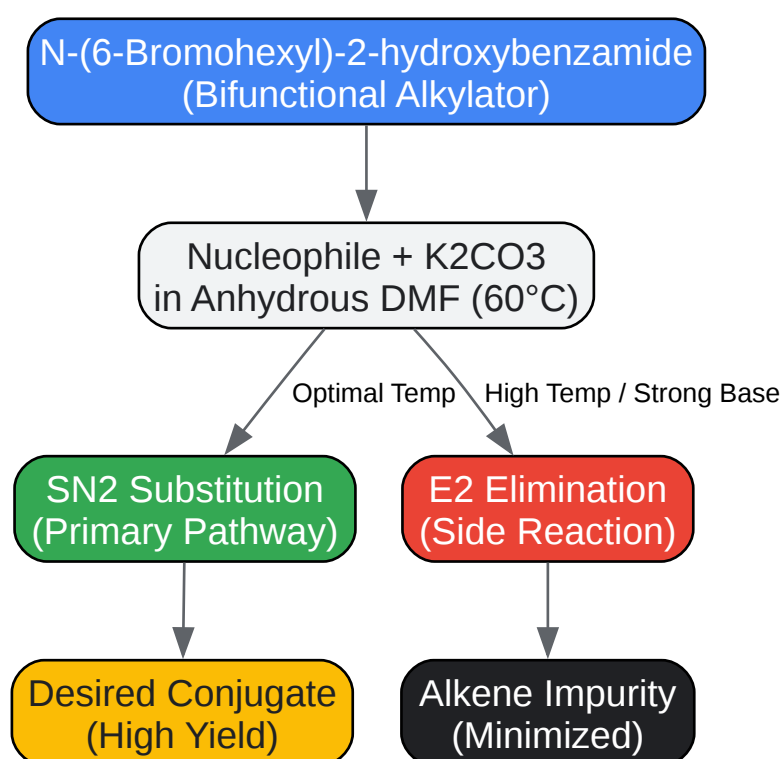 N-(6-Bromohexyl)-2-hydroxybenzamide
(Bifunctional Alkylator)
Nucleophile + K2CO3
in Anhydrous DMF (60°C)
Optimal Temp
High Temp / Strong Base
SN2 Substitution
(Primary Pathway)
E2 Elimination
(Side Reaction)
Desired Conjugate
(High Yield)
Alkene Impurity
(Minimized)